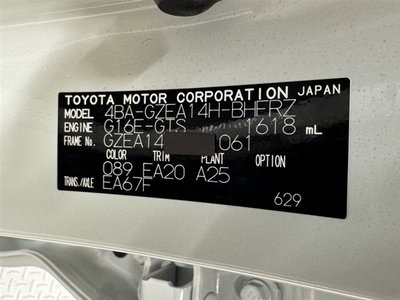 TOYOTA MOTOR CORPORATION JAPAN
MODEL 4BA-GZEA14H-BHFRZ
ENGINE G16E-GTS 1618 mL
FRAME No. GZEA14 061
COLOR TRIM PLANT OPTION
089 EA20 A25
TRANS./AXLE EA67F
629